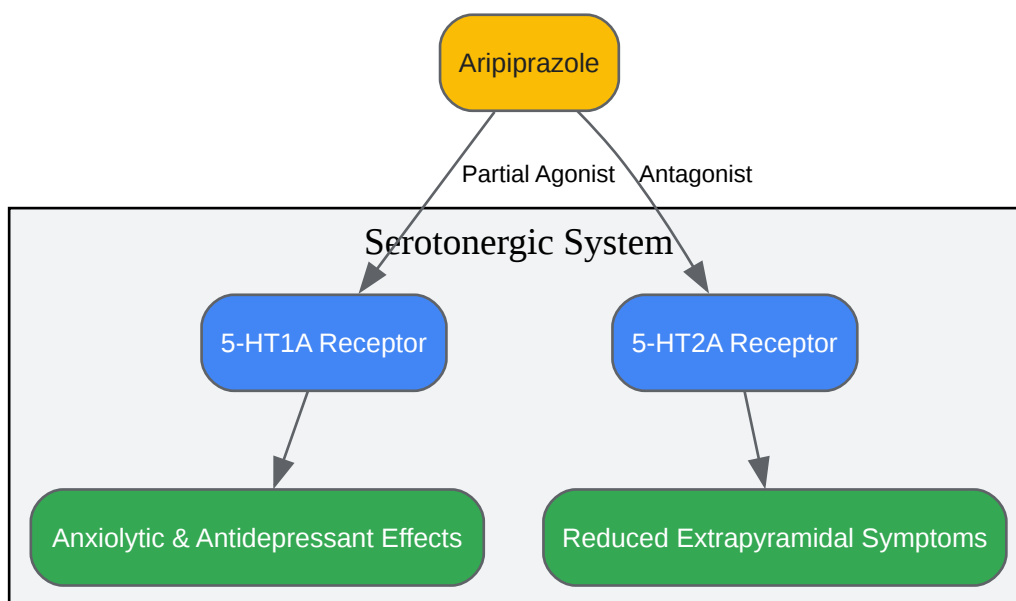 Aripiprazole
Partial Agonist
Antagonist
Serotonergic System
5-HT1A Receptor
5-HT2A Receptor
Anxiolytic & Antidepressant Effects
Reduced Extrapyramidal Symptoms